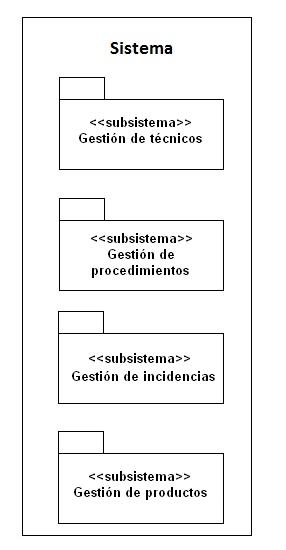 Sistema
<<subsistema>>
Gestión de técnicos
<<subsistema>>
Gestión de
procedimientos
<<subsistema>>
Gestión de incidencias
<<subsistema>>
Gestión de productos